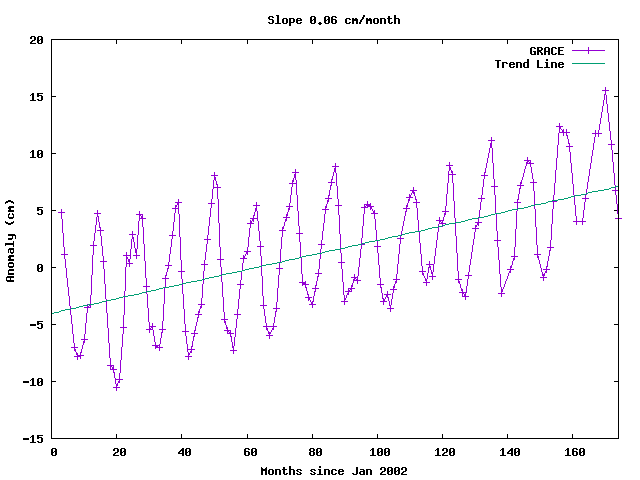 Slope 0.06 cm/month
GRACE
Trend Line
20
15
10
5
0
-5
-10
-15
Anomaly (cm)
0 20 40 60 80 100 120 140 160
Months since Jan 2002